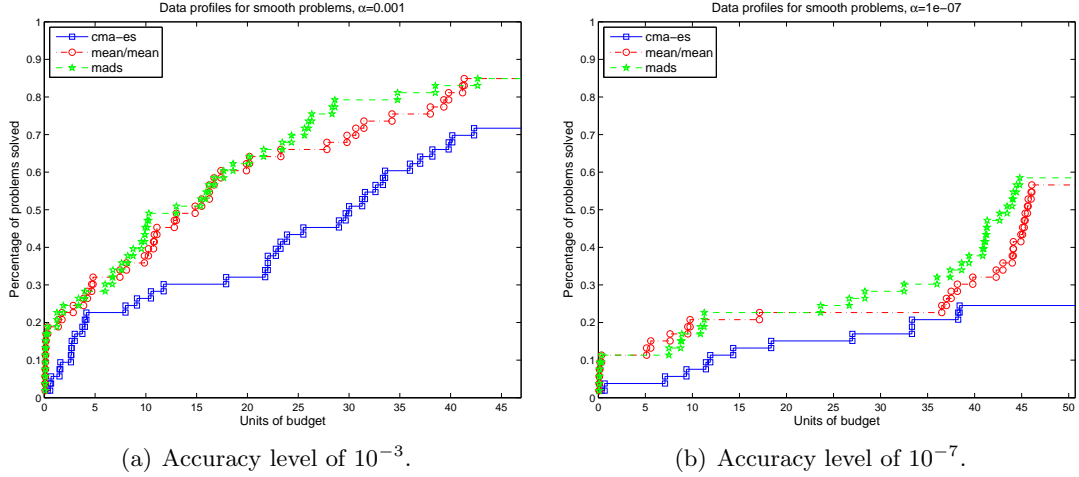 Data profiles for smooth problems, α=0.001
cma−es
mean/mean
mads
Percentage of problems solved
1
0.9
0.8
0.7
0.6
0.5
0.4
0.3
0.2
0.1
0
0 5 10 15 20 25 30 35 40 45
Units of budget
(a) Accuracy level of 10⁻³.
Data profiles for smooth problems, α=1e−07
cma−es
mean/mean
mads
Percentage of problems solved
1
0.9
0.8
0.7
0.6
0.5
0.4
0.3
0.2
0.1
0
0 5 10 15 20 25 30 35 40 45 50
Units of budget
(b) Accuracy level of 10⁻⁷.